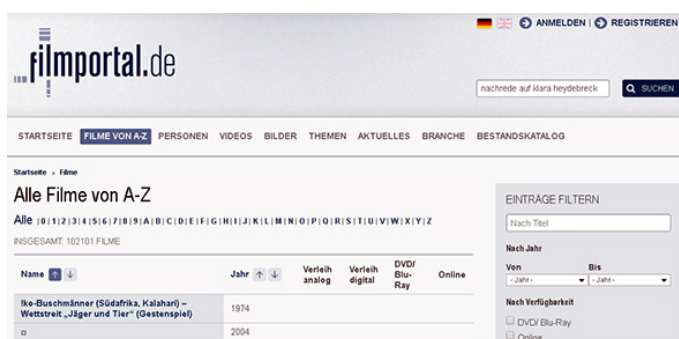 ANMELDEN | REGISTRIEREN
filmportal.de
nachrede auf klara heydebreck
SUCHEN
STARTSEITE FILME VON A-Z PERSONEN VIDEOS BILDER THEMEN AKTUELLES BRANCHE BESTANDSKATALOG
Startseite » Filme
Alle Filme von A-Z
Alle |0|1|2|3|4|5|6|7|8|9|A|B|C|D|E|F|G|H|I|J|K|L|M|N|O|P|Q|R|S|T|U|V|W|X|Y|Z
INSGESAMT: 102101 FILME
Name ↑ ↓ Jahr ↑ ↓ Verleih analog Verleih digital DVD/ Blu-Ray Online
!ko-Buschmänner (Südafrika, Kalahari) –
Wettstreit „Jäger und Tier“ (Gestenspiel) 1974
¤ 2004
EINTRÄGE FILTERN
Nach Titel
Nach Jahr
Von Bis
- Jahr - - Jahr -
Nach Verfügbarkeit
DVD/ Blu-Ray
Online